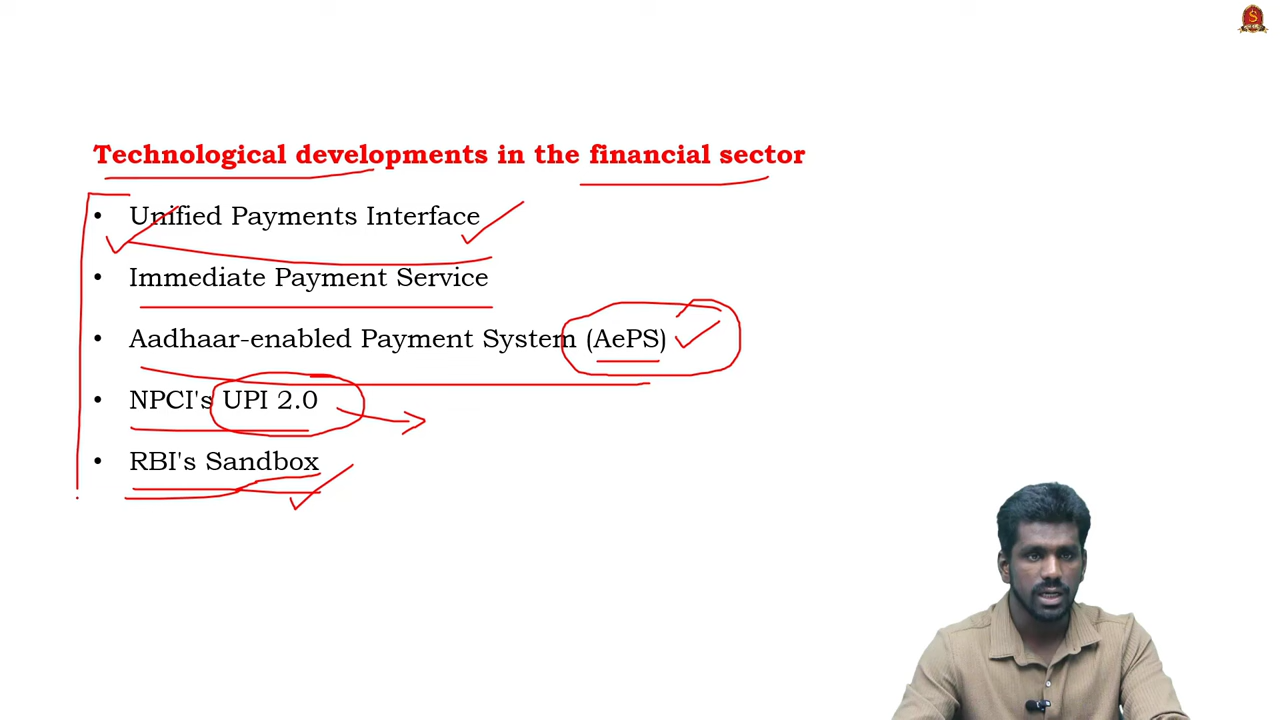 Technological developments in the financial sector
• Unified Payments Interface
• Immediate Payment Service
• Aadhaar-enabled Payment System (AePS)
• NPCI's UPI 2.0
• RBI's Sandbox